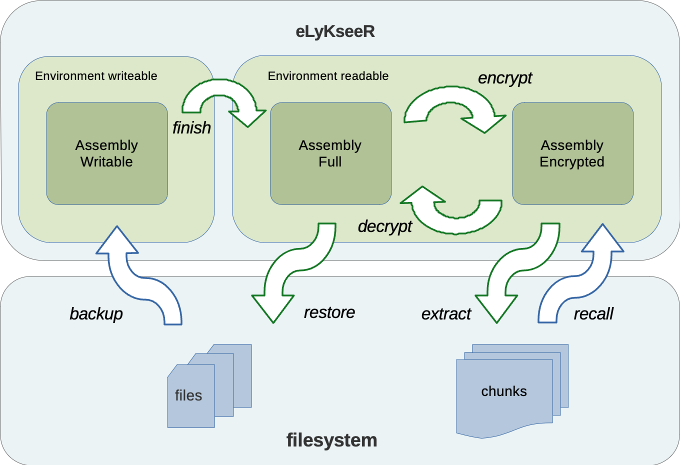 eLyKseeR
Environment writeable
Environment readable
encrypt
finish
Assembly
Writable
Assembly
Full
Assembly
Encrypted
decrypt
backup
restore
extract
recall
files
chunks
filesystem